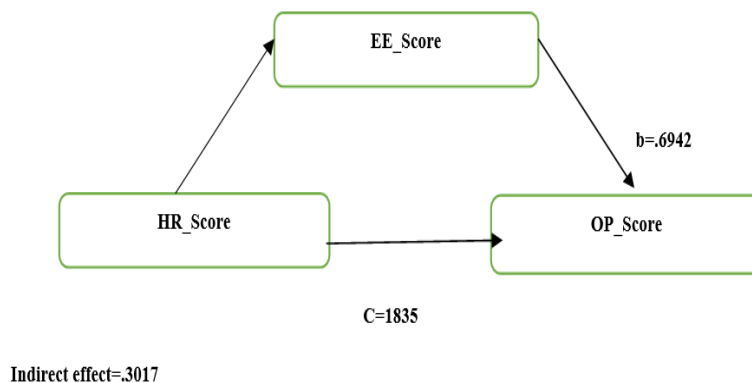 EE_Score
b=.6942
HR_Score
OP_Score
C=1835
Indirect effect=.3017